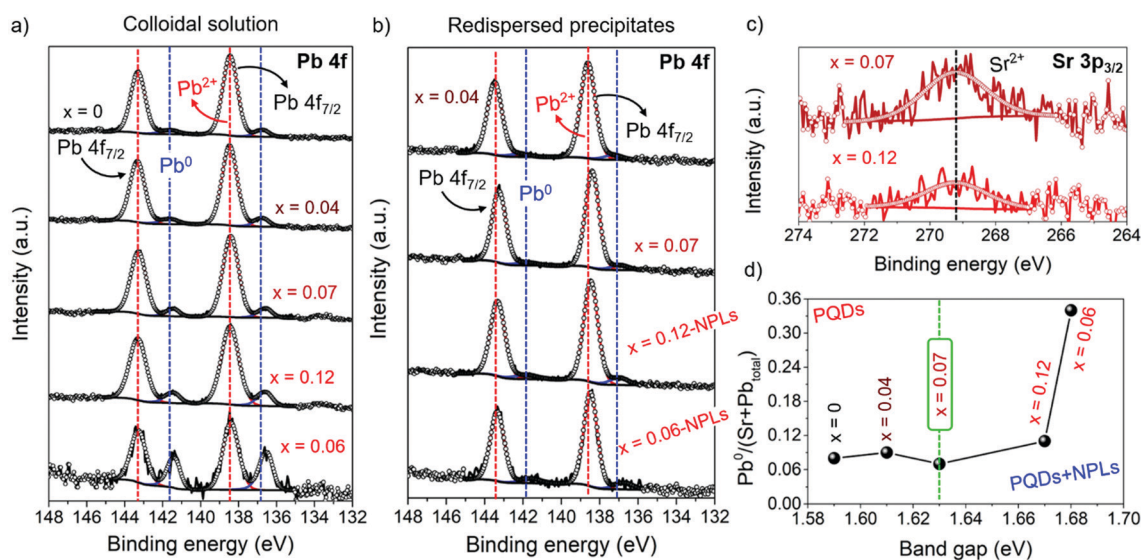 a)
Colloidal solution
Pb 4f
Pb²⁺
Pb 4f₇/₂
x = 0
Pb 4f₇/₂
Pb⁰
x = 0.04
x = 0.07
x = 0.12
x = 0.06
Intensity (a.u.)
148 146 144 142 140 138 136 134 132
Binding energy (eV)
b)
Redispersed precipitates
Pb 4f
x = 0.04
Pb²⁺
Pb 4f₇/₂
Pb 4f₇/₂
Pb⁰
x = 0.07
x = 0.12-NPLs
x = 0.06-NPLs
Intensity (a.u.)
148 146 144 142 140 138 136 134 132
Binding energy (eV)
c)
x = 0.07
Sr²⁺
Sr 3p₃/₂
x = 0.12
Intensity (a.u.)
274 272 270 268 266 264
Binding energy (eV)
d)
Pb⁰/(Sr+Pb_total)
0.36
0.30
0.24
0.18
0.12
0.06
0.00
PQDs
x = 0
x = 0.04
x = 0.07
x = 0.12
x = 0.06
PQDs+NPLs
1.58 1.60 1.62 1.64 1.66 1.68 1.70
Band gap (eV)